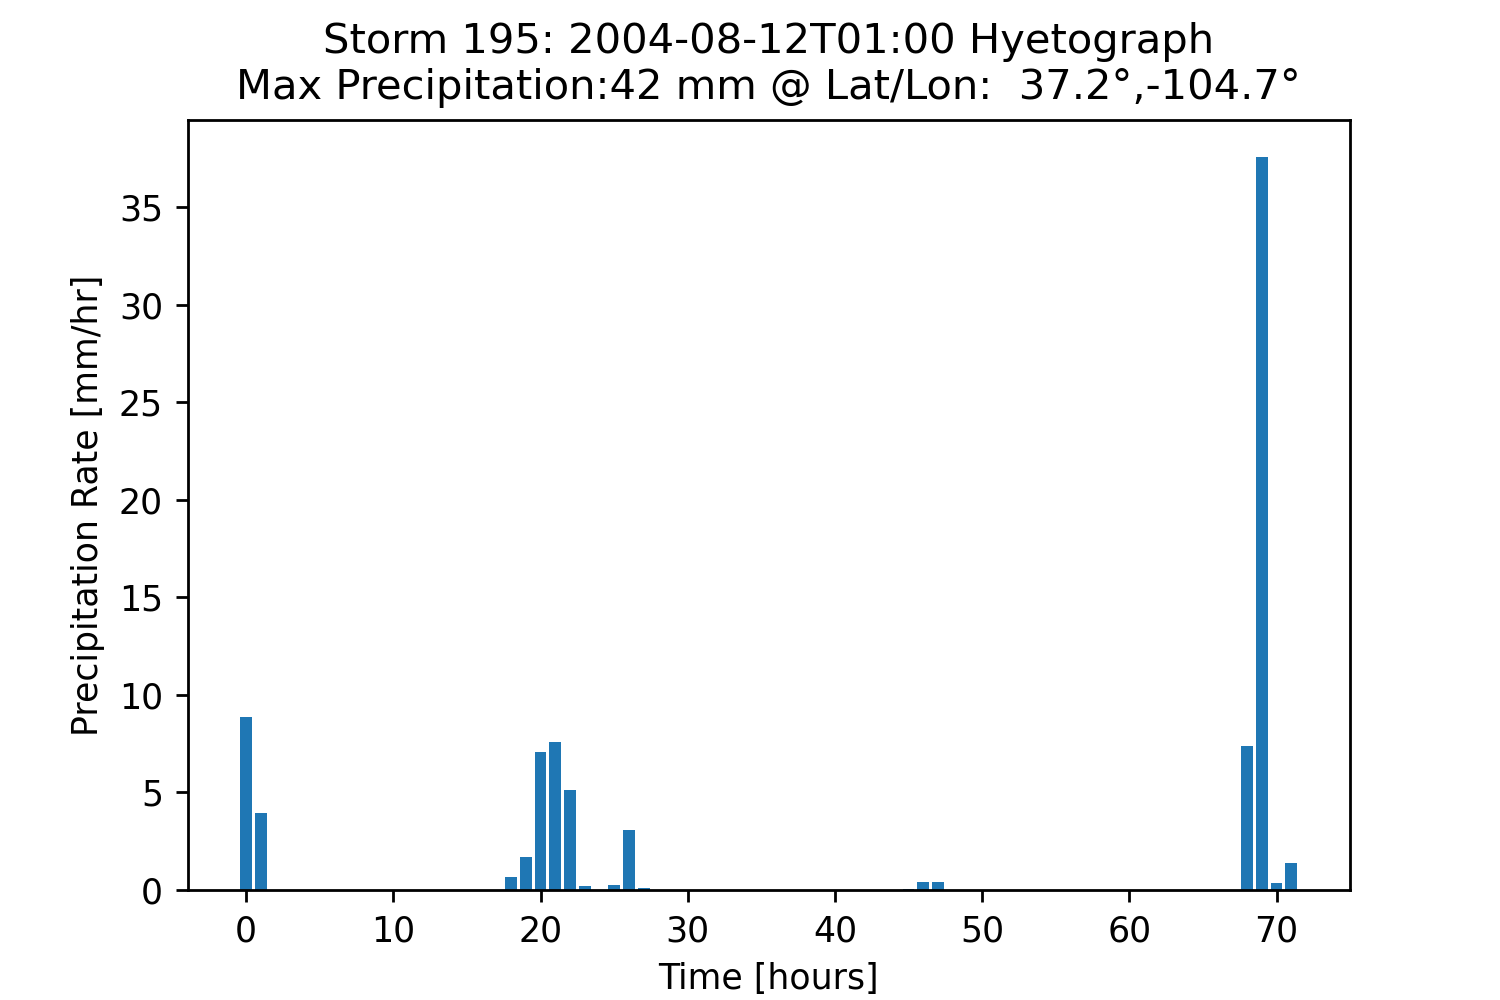 Storm 195: 2004-08-12T01:00 Hyetograph
Max Precipitation:42 mm @ Lat/Lon:  37.2°,-104.7°
Precipitation Rate [mm/hr]
35
30
25
20
15
10
5
0
0 10 20 30 40 50 60 70
Time [hours]